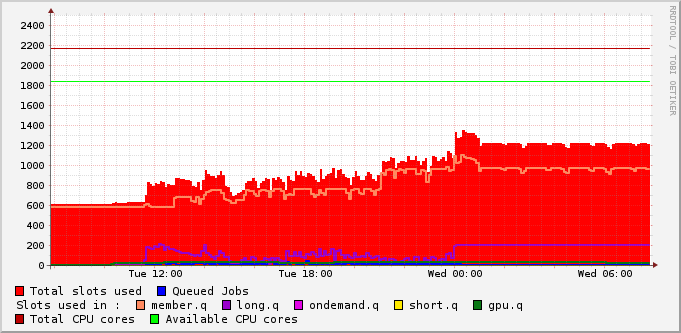 2400
2200
2000
1800
1600
1400
1200
1000
800
600
400
200
0
Tue 12:00 Tue 18:00 Wed 00:00 Wed 06:00
RRDTOOL / TOBI OETIKER
Total slots used Queued Jobs
Slots used in : member.q long.q ondemand.q short.q gpu.q
Total CPU cores Available CPU cores